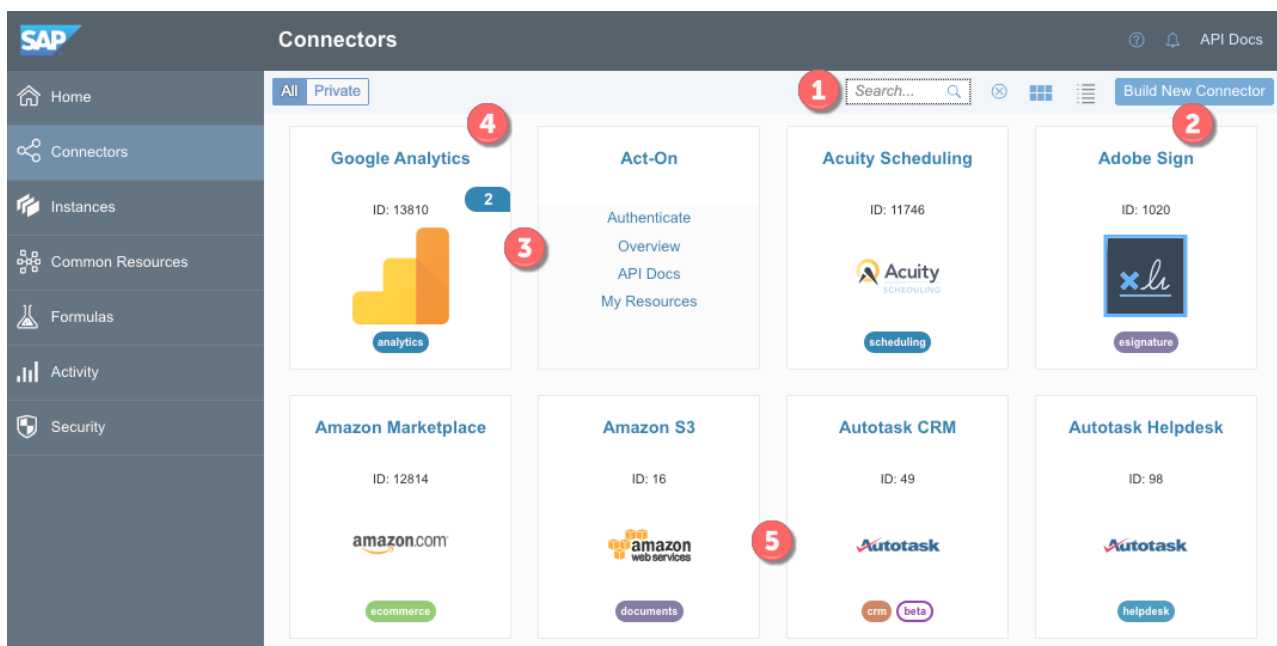 SAP
Connectors
API Docs
Home
Connectors
Instances
Common Resources
Formulas
Activity
Security
All Private
1
Search...
Build New Connector
4
2
Google Analytics
ID: 13810
2
analytics
3
Act-On
Authenticate
Overview
API Docs
My Resources
Acuity Scheduling
ID: 11746
Acuity
SCHEDULING
scheduling
Adobe Sign
ID: 1020
esignature
Amazon Marketplace
ID: 12814
amazon.com
ecommerce
Amazon S3
ID: 16
amazon
web services
documents
5
Autotask CRM
ID: 49
Autotask
crm beta
Autotask Helpdesk
ID: 98
Autotask
helpdesk